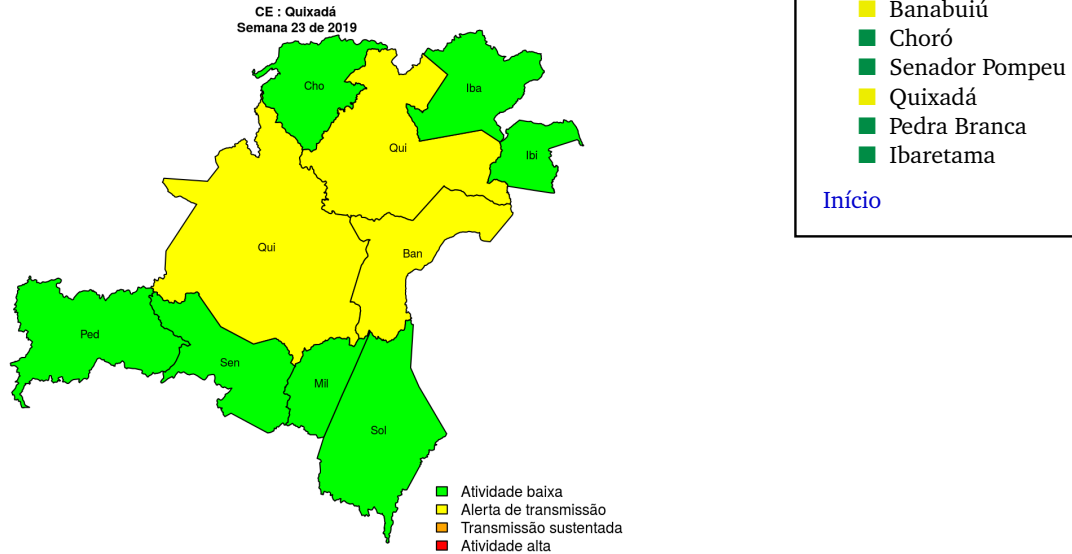 CE : Quixadá
Semana 23 de 2019
Cho
Iba
Qui
Ibi
Qui
Ban
Ped
Sen
Mil
Sol
Atividade baixa
Alerta de transmissão
Transmissão sustentada
Atividade alta
Banabuiú
Choró
Senador Pompeu
Quixadá
Pedra Branca
Ibaretama
Início